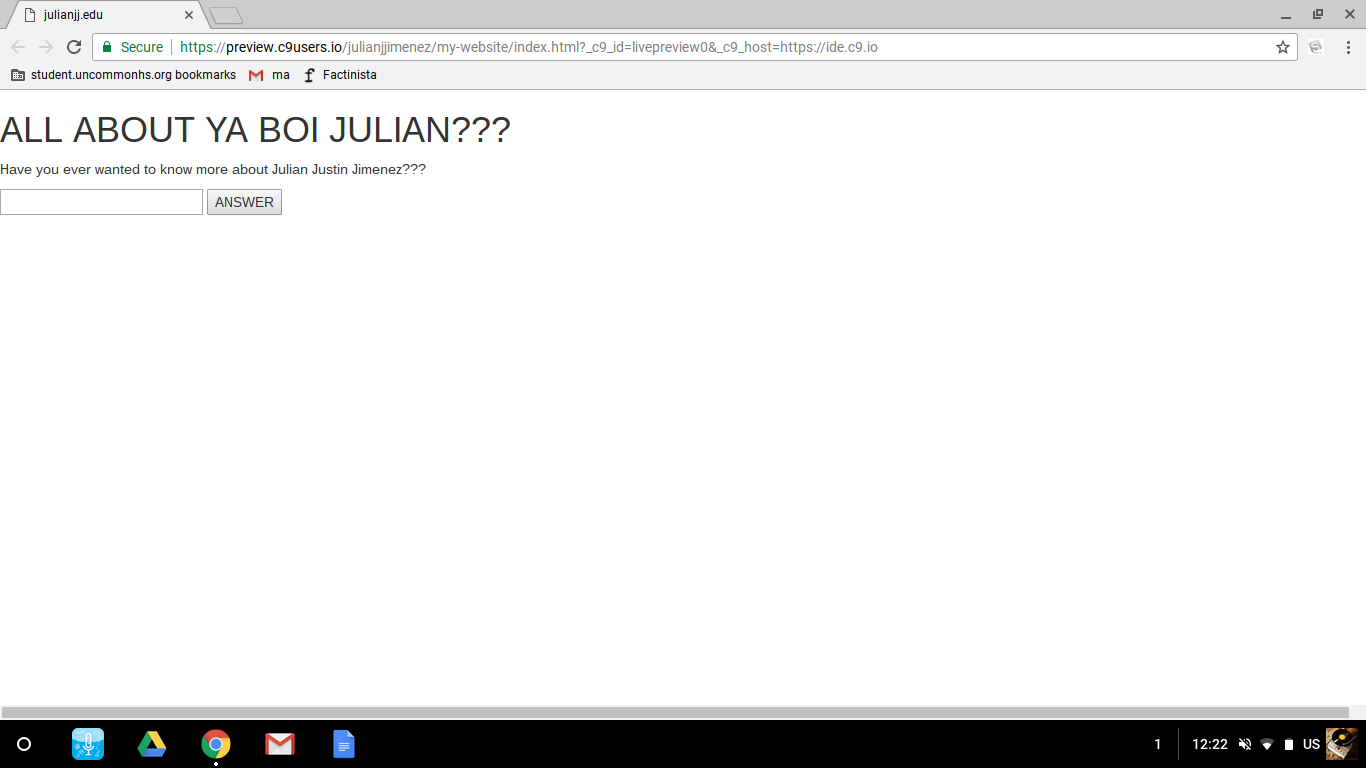 julianjj.edu
Secure https://preview.c9users.io/julianjjimenez/my-website/index.html?_c9_id=livepreview0&_c9_host=https://ide.c9.io
student.uncommonhs.org bookmarks ma Factinista
ALL ABOUT YA BOI JULIAN???
Have you ever wanted to know more about Julian Justin Jimenez???
ANSWER
1 12:22 US